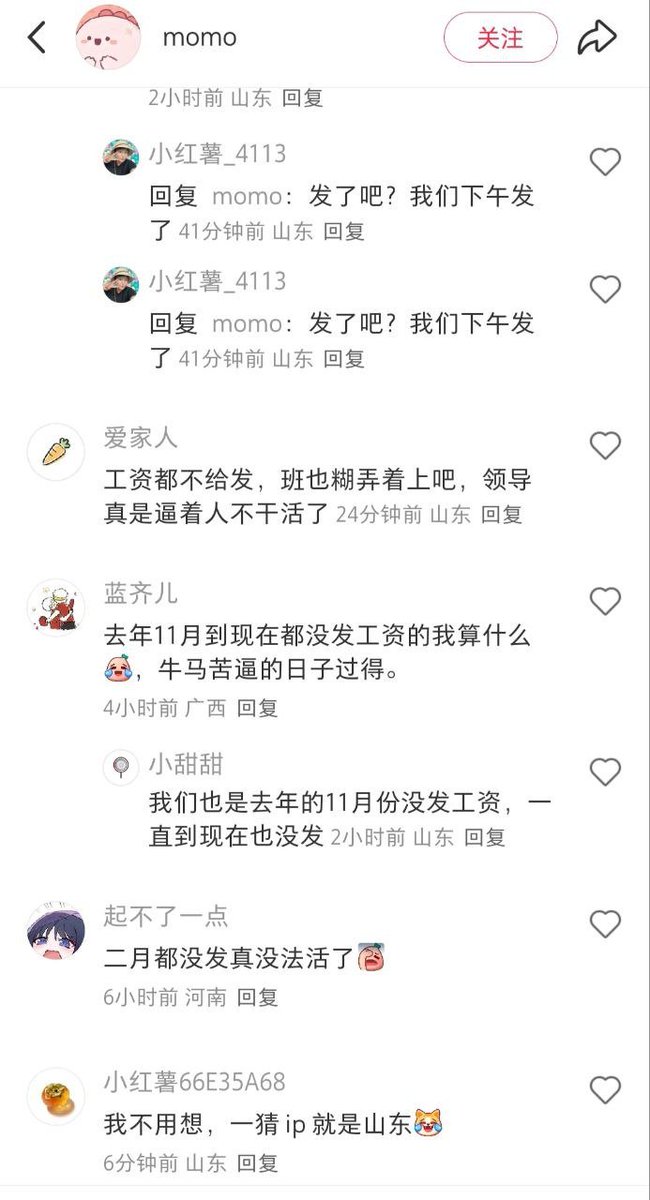 momo
关注
2小时前 山东 回复
小红薯_4113
回复 momo：发了吧？我们下午发
了 41分钟前 山东 回复
小红薯_4113
回复 momo：发了吧？我们下午发
了 41分钟前 山东 回复
爱家人
工资都不给发，班也糊弄着上吧，领导
真是逼着人不干活了 24分钟前 山东 回复
蓝齐儿
去年11月到现在都没发工资的我算什么
，牛马苦逼的日子过得。
4小时前 广西 回复
小甜甜
我们也是去年的11月份没发工资，一
直到现在也没发 2小时前 山东 回复
起不了一点
二月都没发真没法活了
6小时前 河南 回复
小红薯66E35A68
我不用想，一猜 ip 就是山东
6分钟前 山东 回复